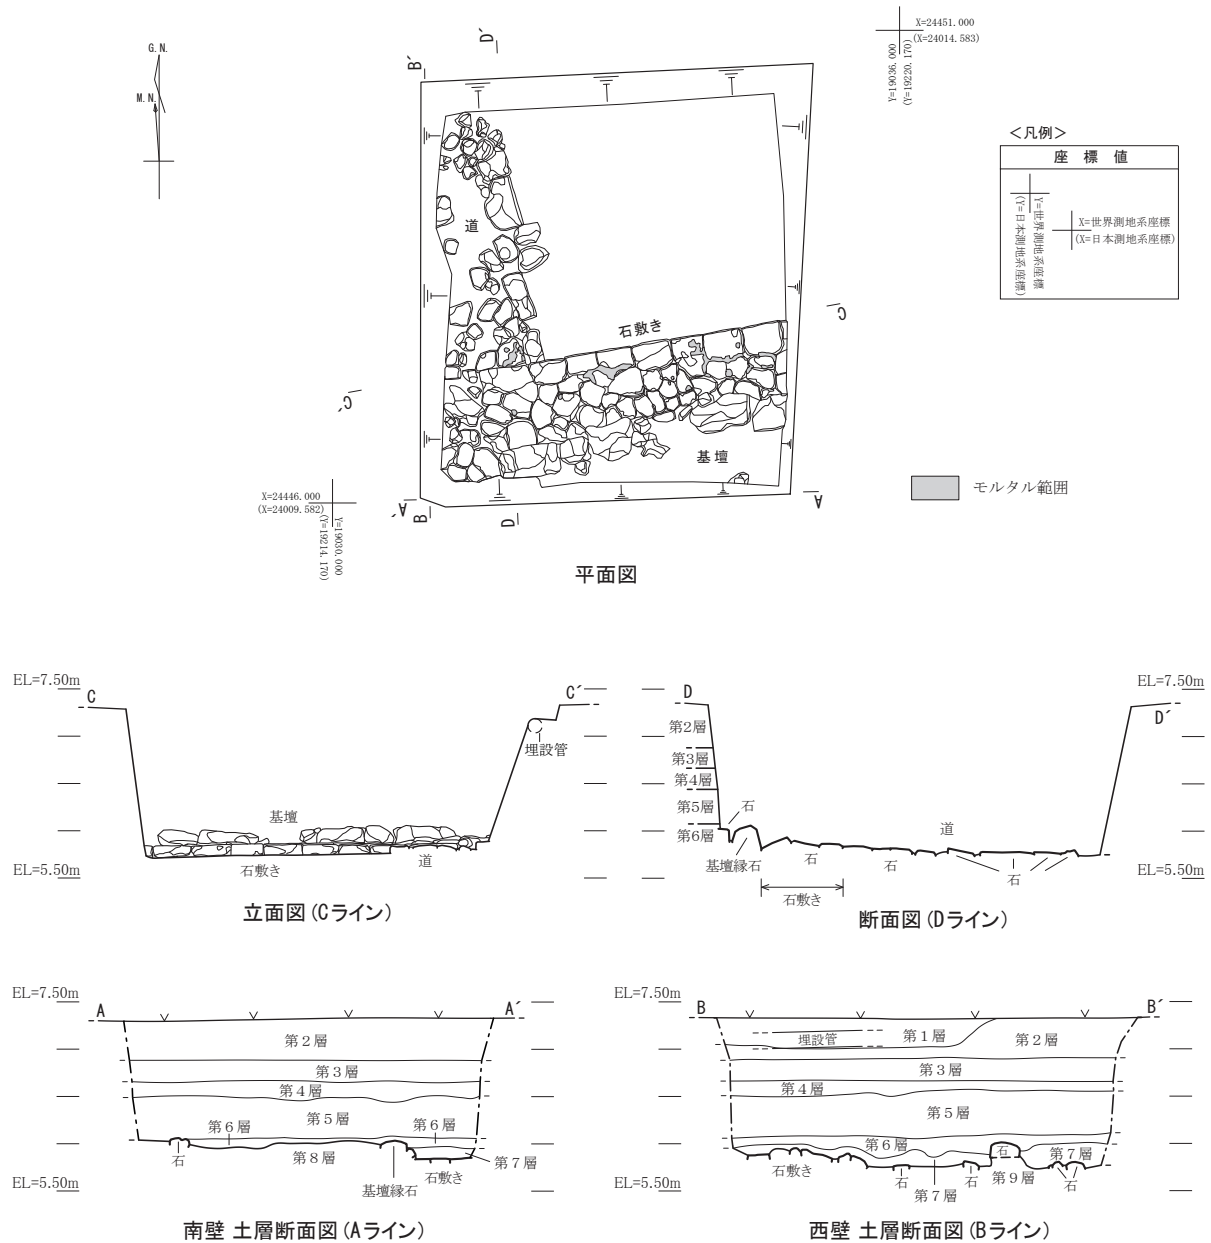 G.N.
M.N.
B´
D´
X=24451.000
(X=24014.583)
Y=19036.000
(Y=19220.170)
<凡例>
座標値
Y=世界測地系座標
(Y=日本測地系座標)
X=世界測地系座標
(X=日本測地系座標)
道
石敷き
C
C´
基壇
モルタル範囲
X=24446.000
(X=24009.582)
Y=19030.000
(Y=19214.170)
A´
B
D
A
平面図
EL=7.50m
C
C´
埋設管
基壇
石敷き
道
EL=5.50m
立面図(Cライン)
D
EL=7.50m
D´
第2層
第3層
第4層
第5層
第6層
石
基壇縁石
石
石
道
石
石敷き
EL=5.50m
断面図(Dライン)
EL=7.50m
A
A´
第2層
第3層
第4層
第5層
第6層
第6層
石
第8層
第7層
基壇縁石
石敷き
EL=5.50m
南壁 土層断面図(Aライン)
EL=7.50m
B
B´
埋設管
第1層
第2層
第3層
第4層
第5層
第6層
石
第7層
石敷き
石
第7層
石
第9層
石
EL=5.50m
西壁 土層断面図(Bライン)